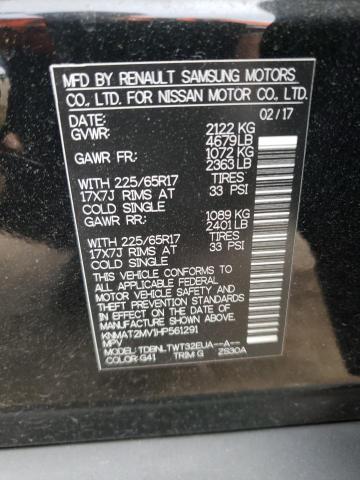 MFD BY RENAULT SAMSUNG MOTORS
CO., LTD. FOR NISSAN MOTOR CO., LTD.
DATE: 02/17
GVWR: 2122 KG
4679LB
GAWR FR: 1072 KG
2363 LB
WITH 225/65R17 TIRES
17X7J RIMS AT 33 PSI
COLD SINGLE
GAWR RR: 1089 KG
2401 LB
WITH 225/65R17 TIRES
17X7J RIMS AT 33 PSI
COLD SINGLE
THIS VEHICLE CONFORMS TO
ALL APPLICABLE FEDERAL
MOTOR VEHICLE SAFETY AND
THEFT PREVENTION STANDARDS
IN EFFECT ON THE DATE OF
MANUFACTURE SHOWN ABOVE.
KNMAT2MV1HP561291
MPV
MODEL:TDBNLTWT32EUA--A--
COLOR:G41 TRIM:G ZS30A